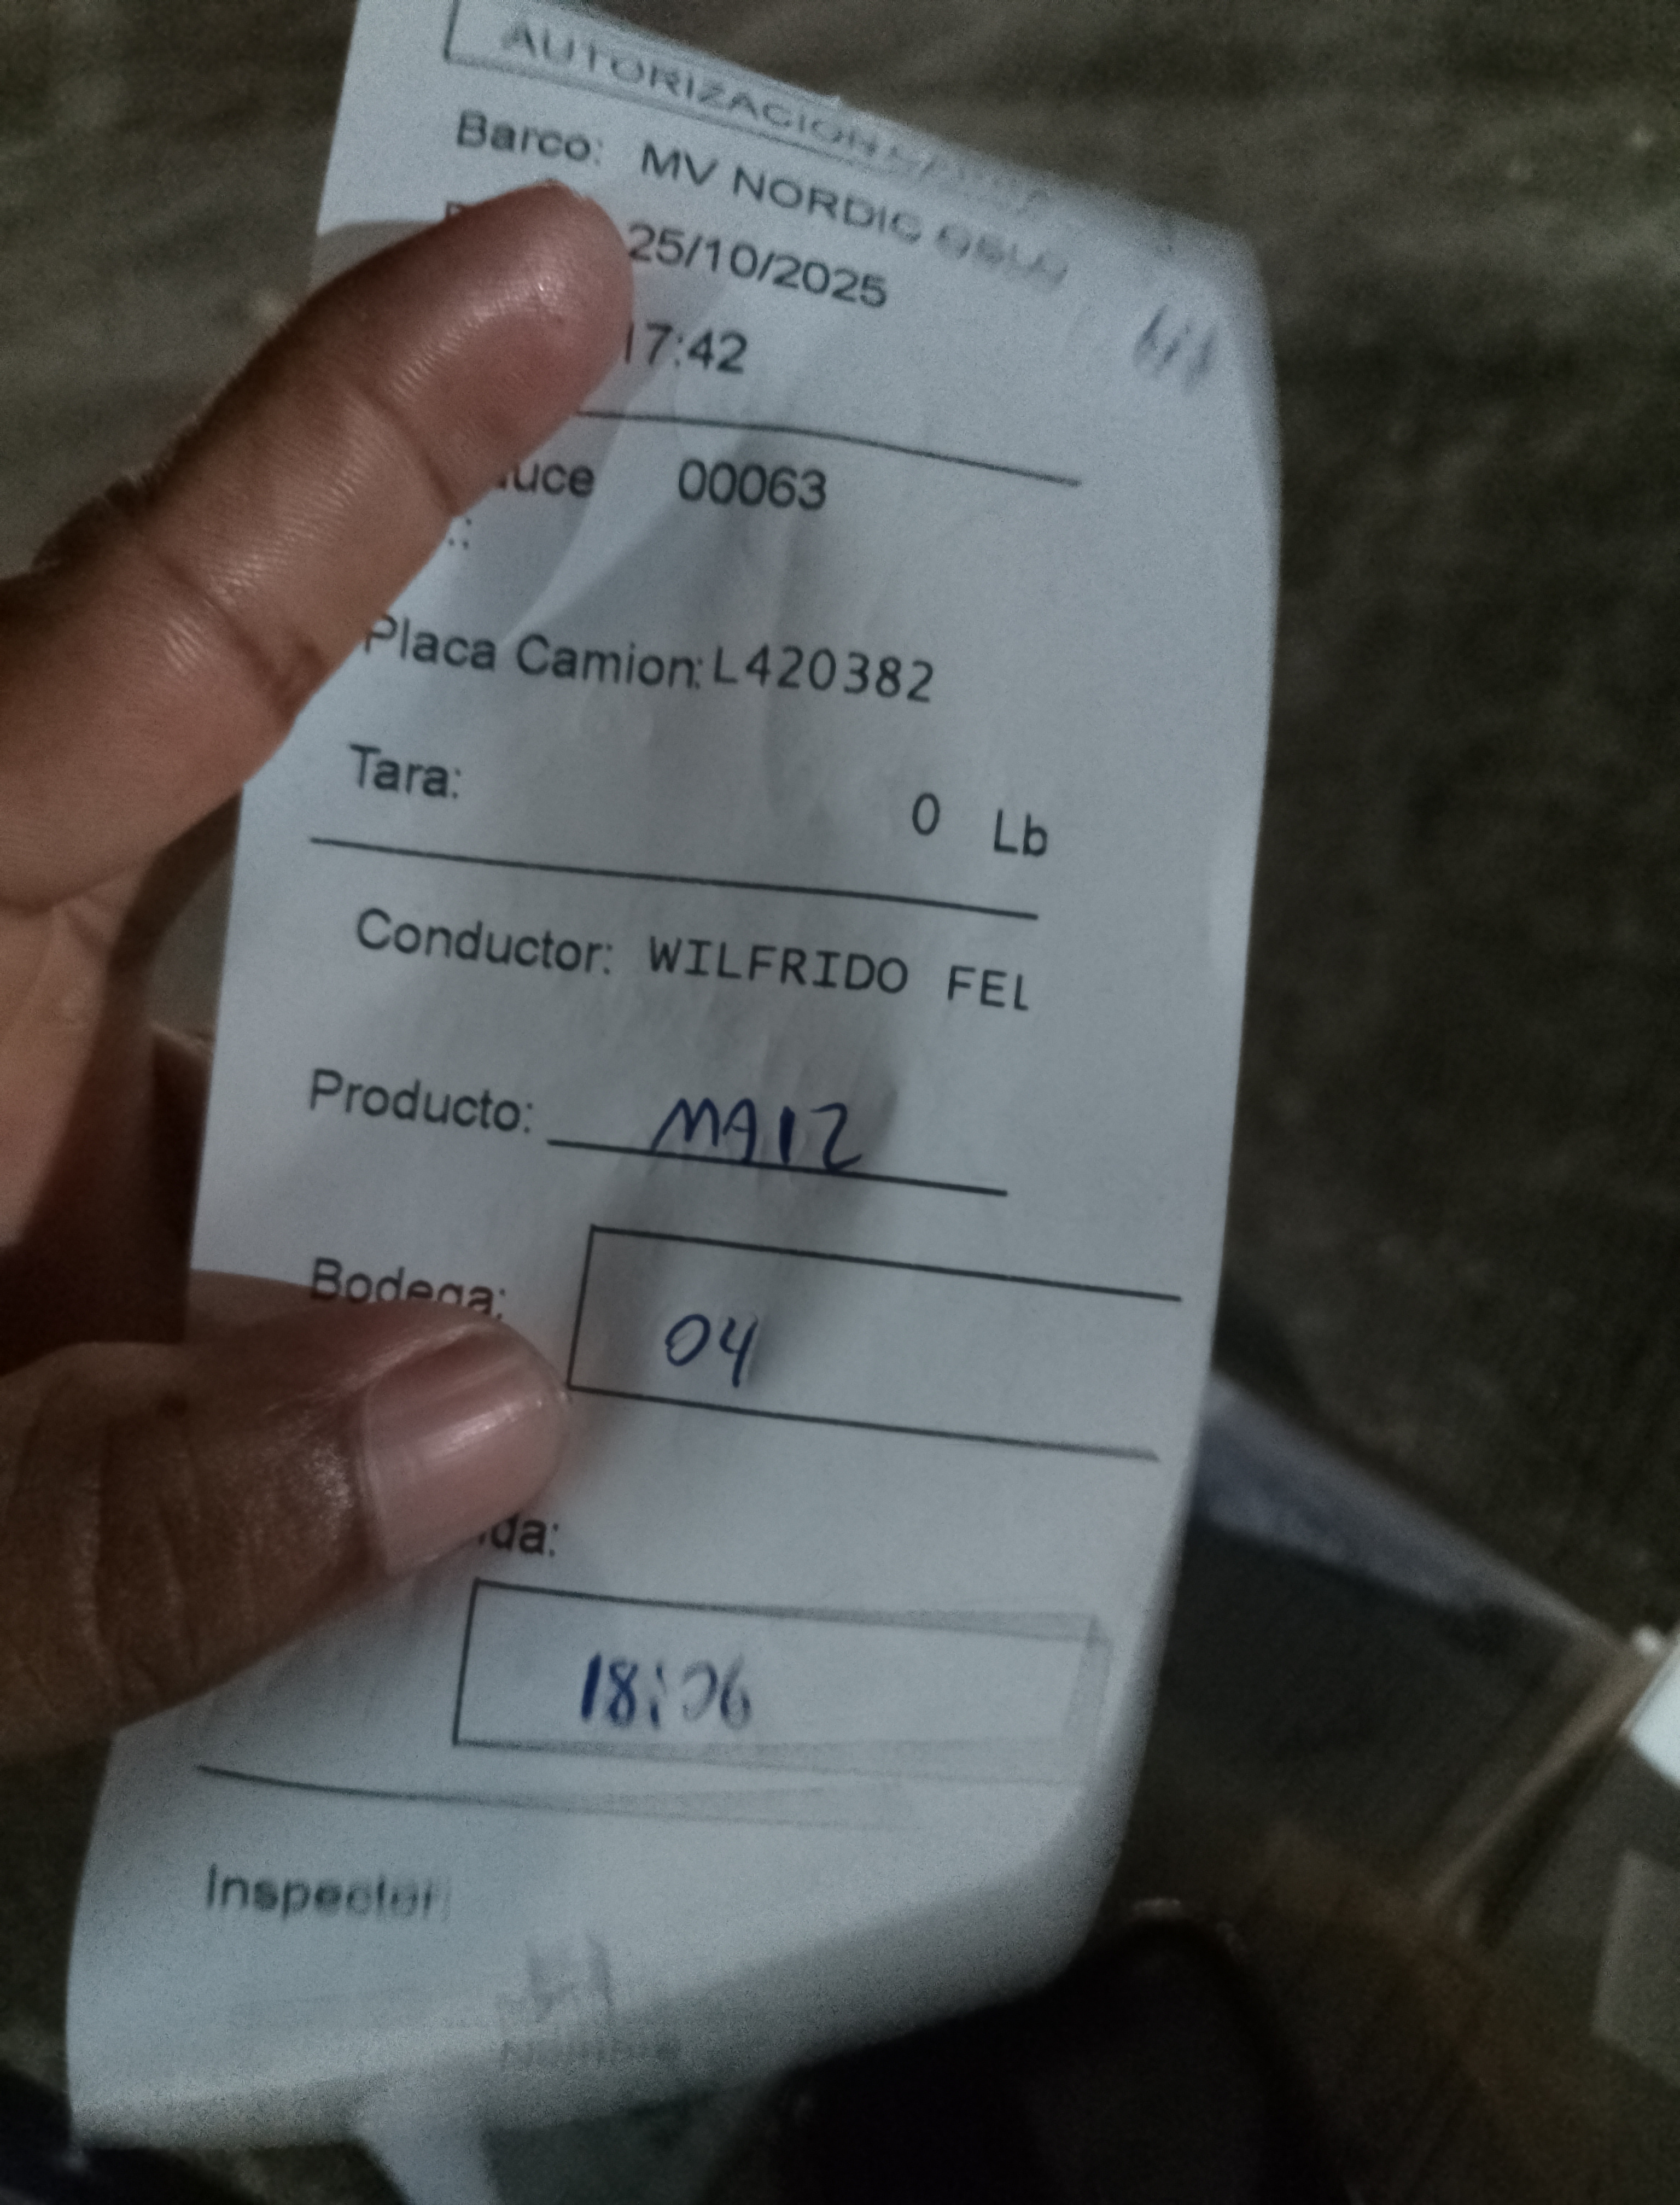 AUTORIZACION
Barco: MV NORDIC
25/10/2025
17:42
00063
Placa Camion: L420382
Tara: 0 Lb
Conductor: WILFRIDO FEL
Producto: MAIZ
Bodega: 04
18:06
Inspector
Nombre